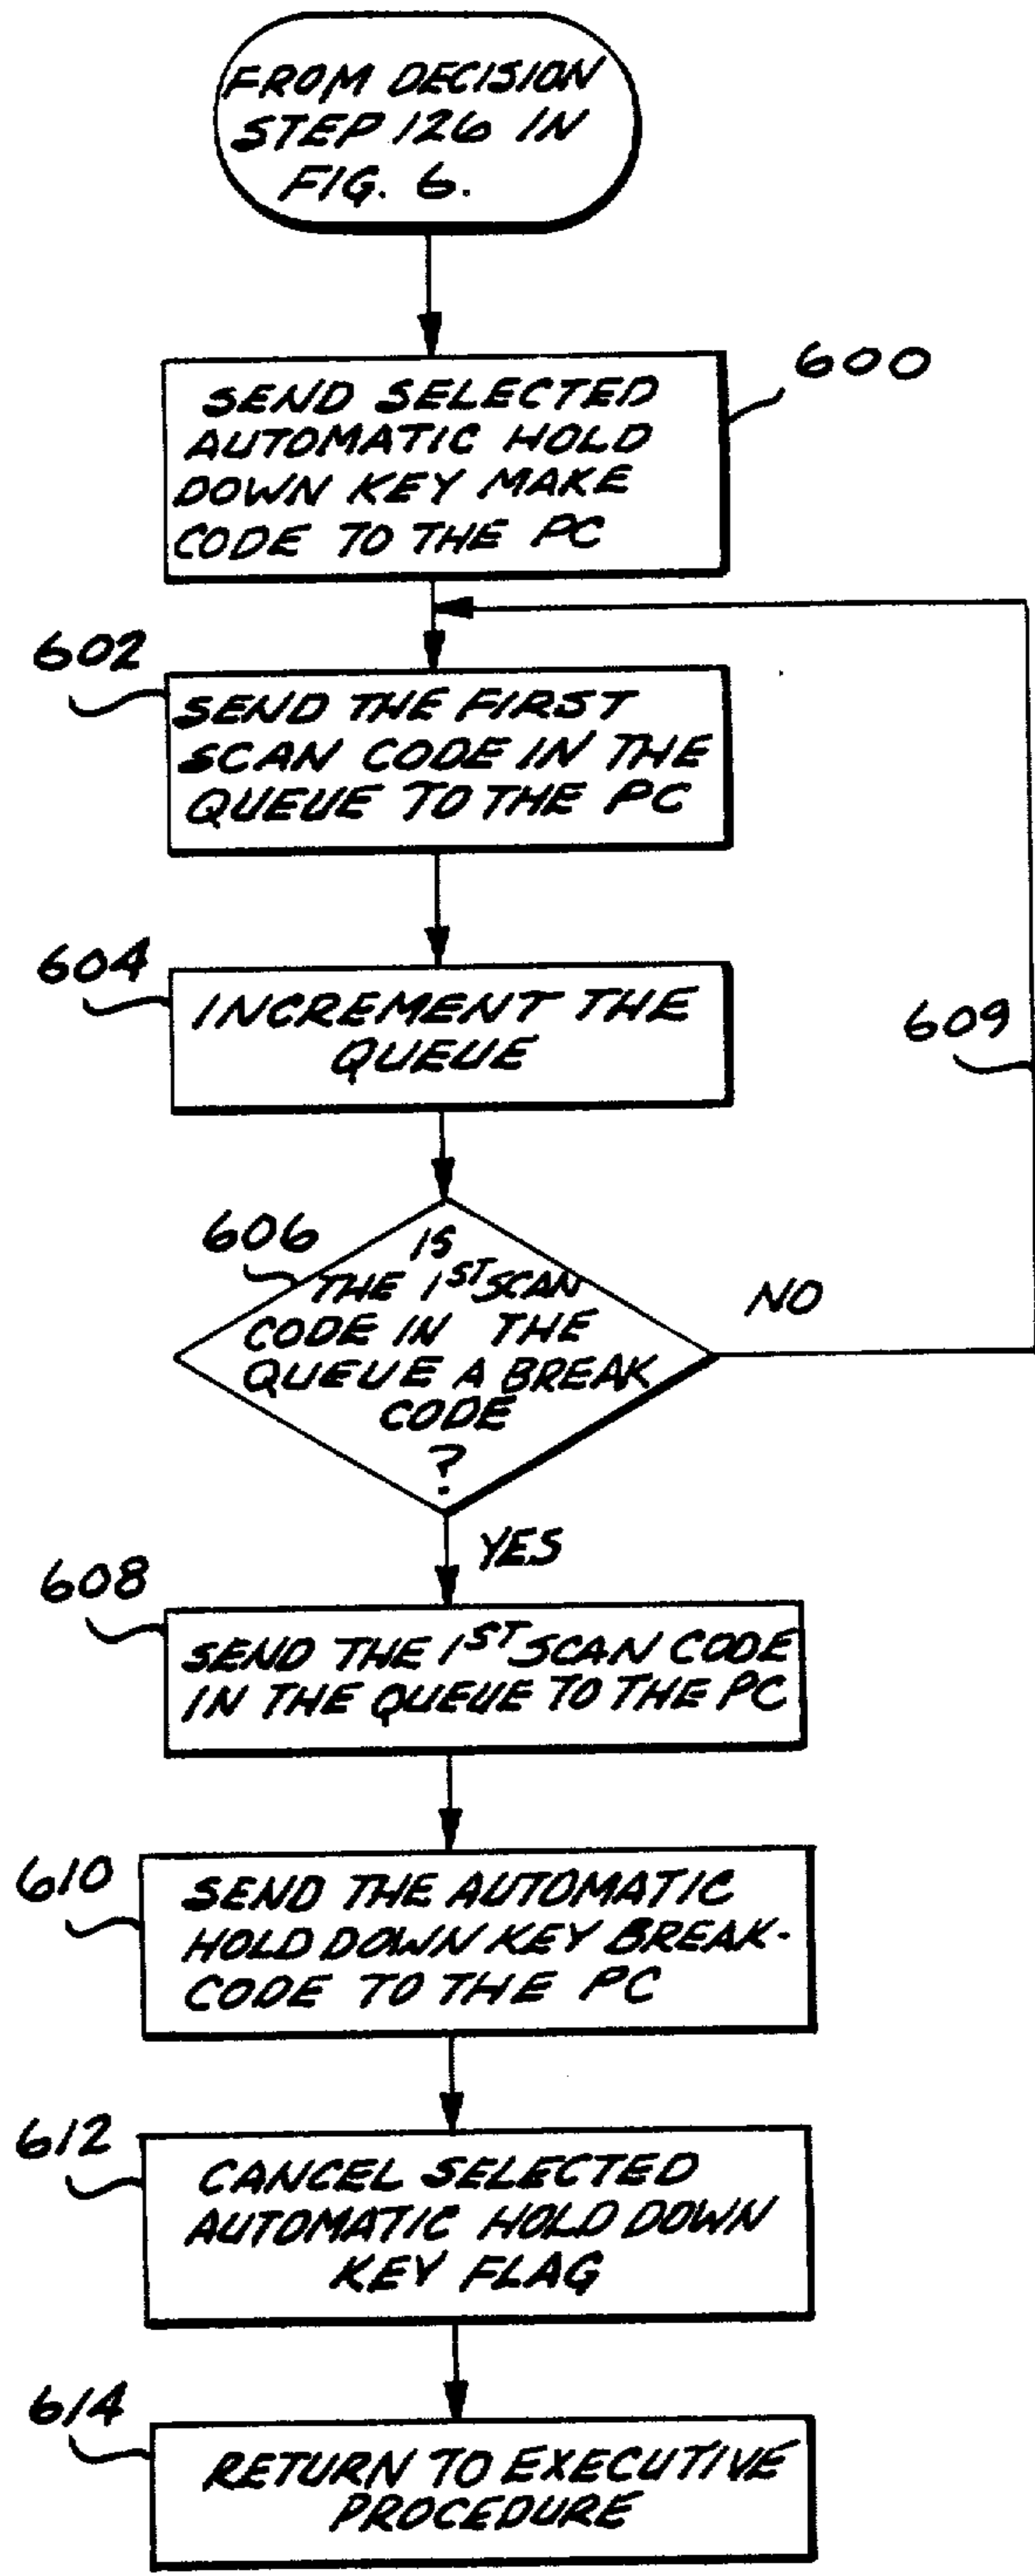 FROM DECISION
STEP 126 IN
FIG. 6.
600
SEND SELECTED
AUTOMATIC HOLD
DOWN KEY MAKE
CODE TO THE PC
602
SEND THE FIRST
SCAN CODE IN THE
QUEUE TO THE PC
604
INCREMENT THE
QUEUE
609
606
IS
THE 1ST SCAN
CODE IN THE
QUEUE A BREAK
CODE
?
NO
YES
608
SEND THE 1ST SCAN CODE
IN THE QUEUE TO THE PC
610
SEND THE AUTOMATIC
HOLD DOWN KEY BREAK-
CODE TO THE PC
612
CANCEL SELECTED
AUTOMATIC HOLD DOWN
KEY FLAG
614
RETURN TO EXECUTIVE
PROCEDURE